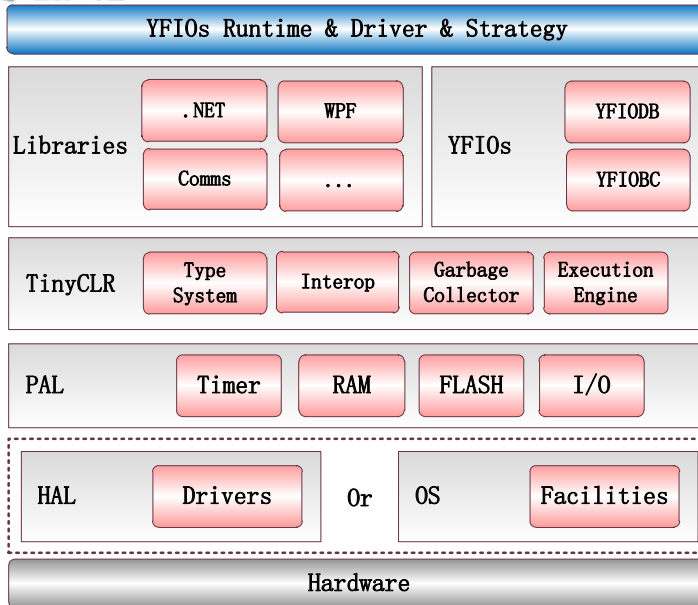 YFIOs Runtime & Driver & Strategy
Libraries
.NET
WPF
Comms
...
YFIOs
YFIODB
YFIOBC
TinyCLR
Type
System
Interop
Garbage
Collector
Execution
Engine
PAL
Timer
RAM
FLASH
I/O
HAL
Drivers
Or
OS
Facilities
Hardware